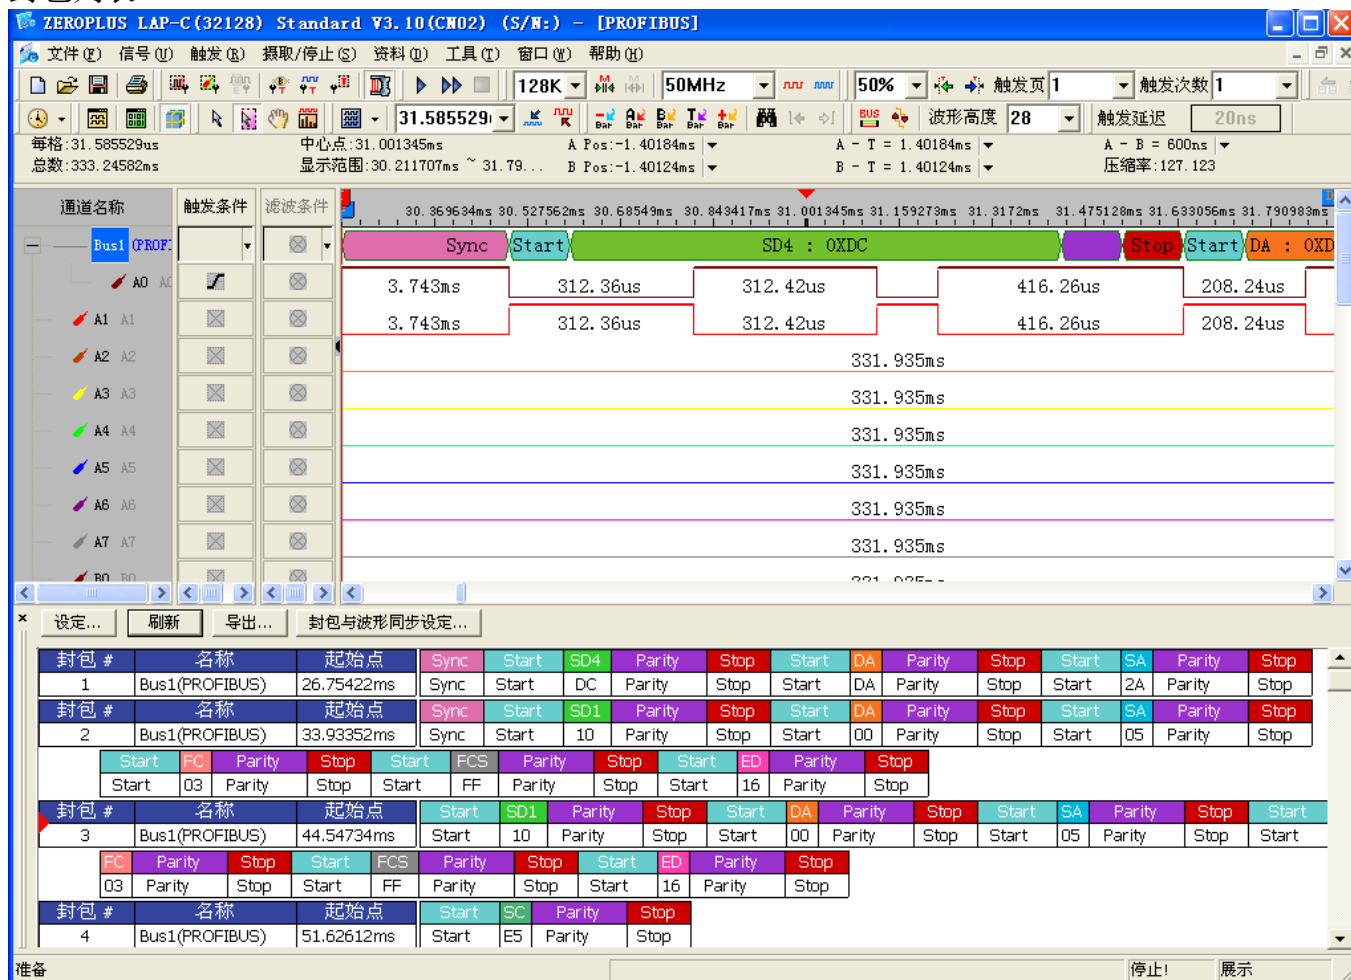 ZEROPLUS LAP-C(32128) Standard V3.10(CN02) (S/N:) - [PROFIBUS]
文件(F) 信号(U) 触发(R) 摄取/停止(S) 资料(D) 工具(T) 窗口(W) 帮助(H)
128K 50MHz 50% 触发页 1 触发次数 1
31.585529 Bar Bar Bar Bar Bar BUS 波形高度 28 触发延迟 20ns
每格:31.585529us 中心点:31.001345ms A Pos:-1.40184ms A - T = 1.40184ms A - B = 600ns
总数:333.24582ms 显示范围:30.211707ms ~ 31.79... B Pos:-1.40124ms B - T = 1.40124ms 压缩率:127.123
通道名称 触发条件 滤波条件 30.369634ms 30.527562ms 30.68549ms 30.843417ms 31.001345ms 31.159273ms 31.3172ms 31.475128ms 31.633056ms 31.790983ms
Bus1 (PROF: Sync Start SD4 : 0XDC Stop Start DA : 0XD
A0 A0 3.743ms 312.36us 312.42us 416.26us 208.24us
A1 A1 3.743ms 312.36us 312.42us 416.26us 208.24us
A2 A2 331.935ms
A3 A3 331.935ms
A4 A4 331.935ms
A5 A5 331.935ms
A6 A6 331.935ms
A7 A7 331.935ms
B0 B0
设定... 刷新 导出... 封包与波形同步设定...
封包 # 名称 起始点 Sync Start SD4 Parity Stop Start DA Parity Stop Start SA Parity Stop
1 Bus1(PROFIBUS) 26.75422ms Sync Start DC Parity Stop Start DA Parity Stop Start 2A Parity Stop
封包 # 名称 起始点 Sync Start SD1 Parity Stop Start DA Parity Stop Start SA Parity Stop
2 Bus1(PROFIBUS) 33.93352ms Sync Start 10 Parity Stop Start 00 Parity Stop Start 05 Parity Stop
Start FC Parity Stop Start FCS Parity Stop Start ED Parity Stop
Start 03 Parity Stop Start FF Parity Stop Start 16 Parity Stop
封包 # 名称 起始点 Start SD1 Parity Stop Start DA Parity Stop Start SA Parity Stop Start
3 Bus1(PROFIBUS) 44.54734ms Start 10 Parity Stop Start 00 Parity Stop Start 05 Parity Stop Start
FC Parity Stop Start FCS Parity Stop Start ED Parity Stop
03 Parity Stop Start FF Parity Stop Start 16 Parity Stop
封包 # 名称 起始点 Start SC Parity Stop
4 Bus1(PROFIBUS) 51.62612ms Start E5 Parity Stop
准备 停止! 展示